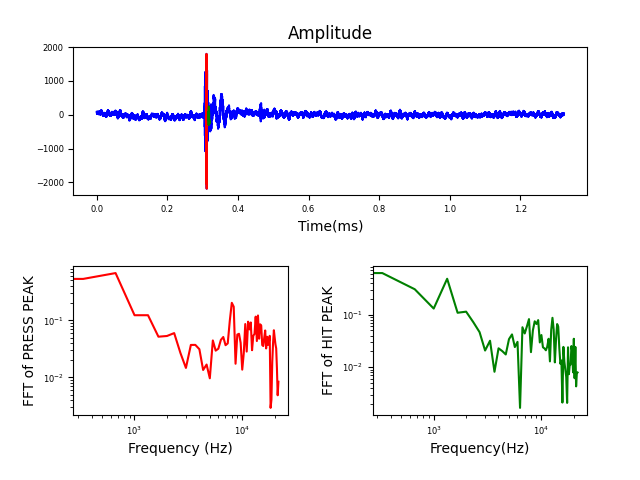 Amplitude
2000
1000
0
−1000
−2000
0.0 0.2 0.4 0.6 0.8 1.0 1.2
Time(ms)
FFT of PRESS PEAK
10⁻¹
10⁻²
10³ 10⁴
Frequency (Hz)
FFT of HIT PEAK
10⁻¹
10⁻²
10³ 10⁴
Frequency(Hz)